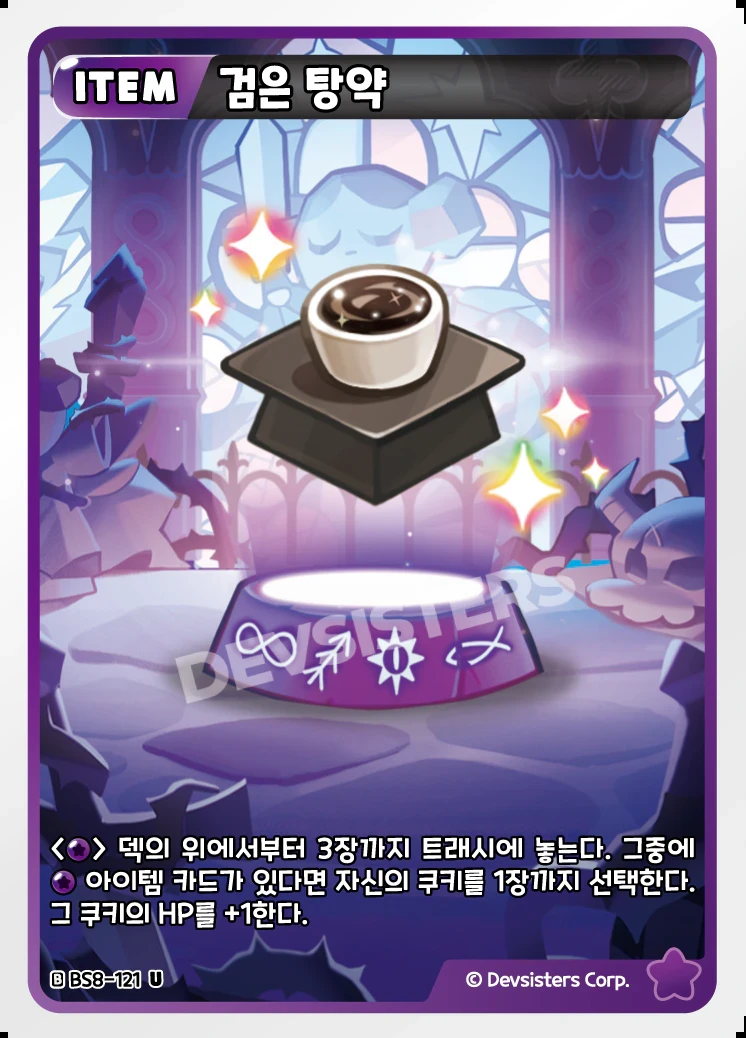 ITEM 검은 탕약
DEVSISTERS
< > 덱의 위에서부터 3장까지 트래시에 놓는다. 그중에
아이템 카드가 있다면 자신의 쿠키를 1장까지 선택한다.
그 쿠키의 HP를 +1한다.
B BS8-121 U
© Devsisters Corp.